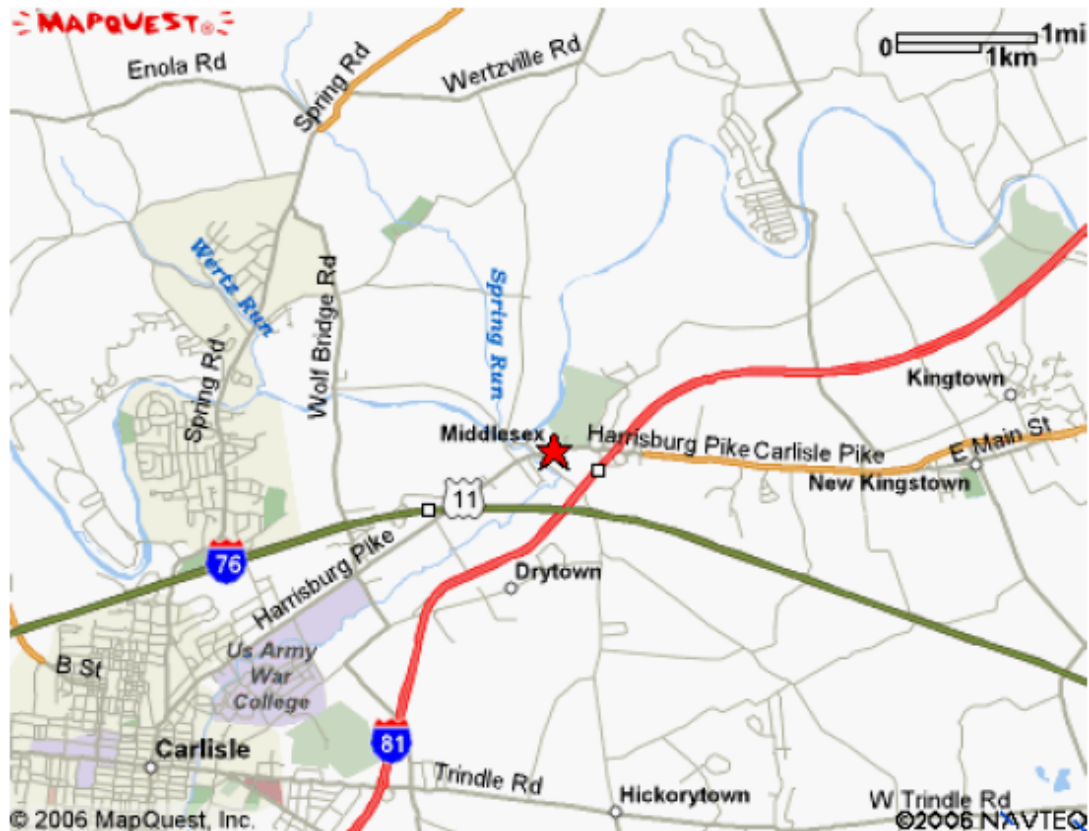 MAPQUEST®
0 1mi
1km
Enola Rd
Spring Rd
Wertzville Rd
Wertz Run
Wolf Bridge Rd
Spring Run
Spring Rd
Kingtown
Middlesex
Harrisburg Pike
Carlisle Pike
E Main St
New Kingstown
11
76
Harrisburg Pike
Drytown
B St
Us Army
War
College
81
Carlisle
Trindle Rd
Hickorytown
W Trindle Rd
© 2006 MapQuest, Inc.
©2006 NAVTEQ